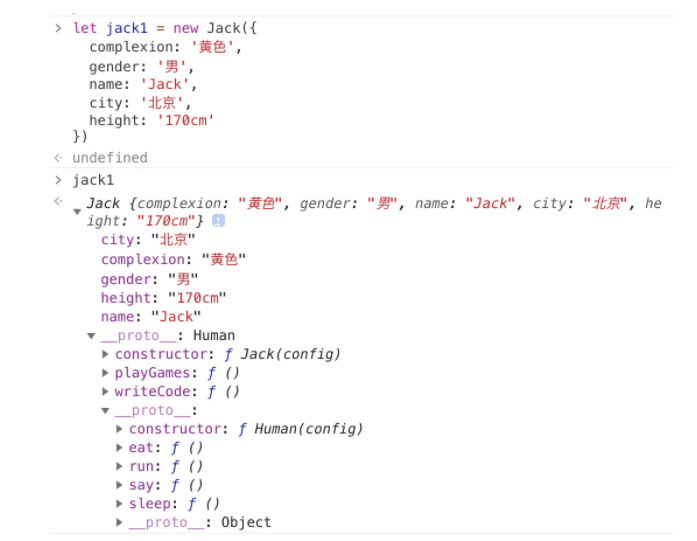 > let jack1 = new Jack({
complexion: '黄色',
gender: '男',
name: 'Jack',
city: '北京',
height: '170cm'
})
undefined
> jack1
Jack {complexion: "黄色", gender: "男", name: "Jack", city: "北京", he
ight: "170cm"} i
city: "北京"
complexion: "黄色"
gender: "男"
height: "170cm"
name: "Jack"
__proto__: Human
constructor: ƒ Jack(config)
playGames: ƒ ()
writeCode: ƒ ()
__proto__:
constructor: ƒ Human(config)
eat: ƒ ()
run: ƒ ()
say: ƒ ()
sleep: ƒ ()
__proto__: Object